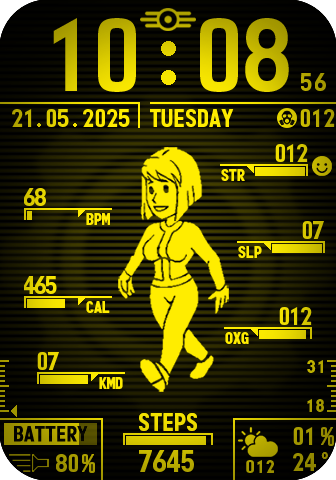 10:08 56
21.05.2025 TUESDAY 012
012
STR
68
BPM
07
SLP
465
CAL
012
OXG
07
KMD
31
18
BATTERY
80%
STEPS
7645
01%
012 24°